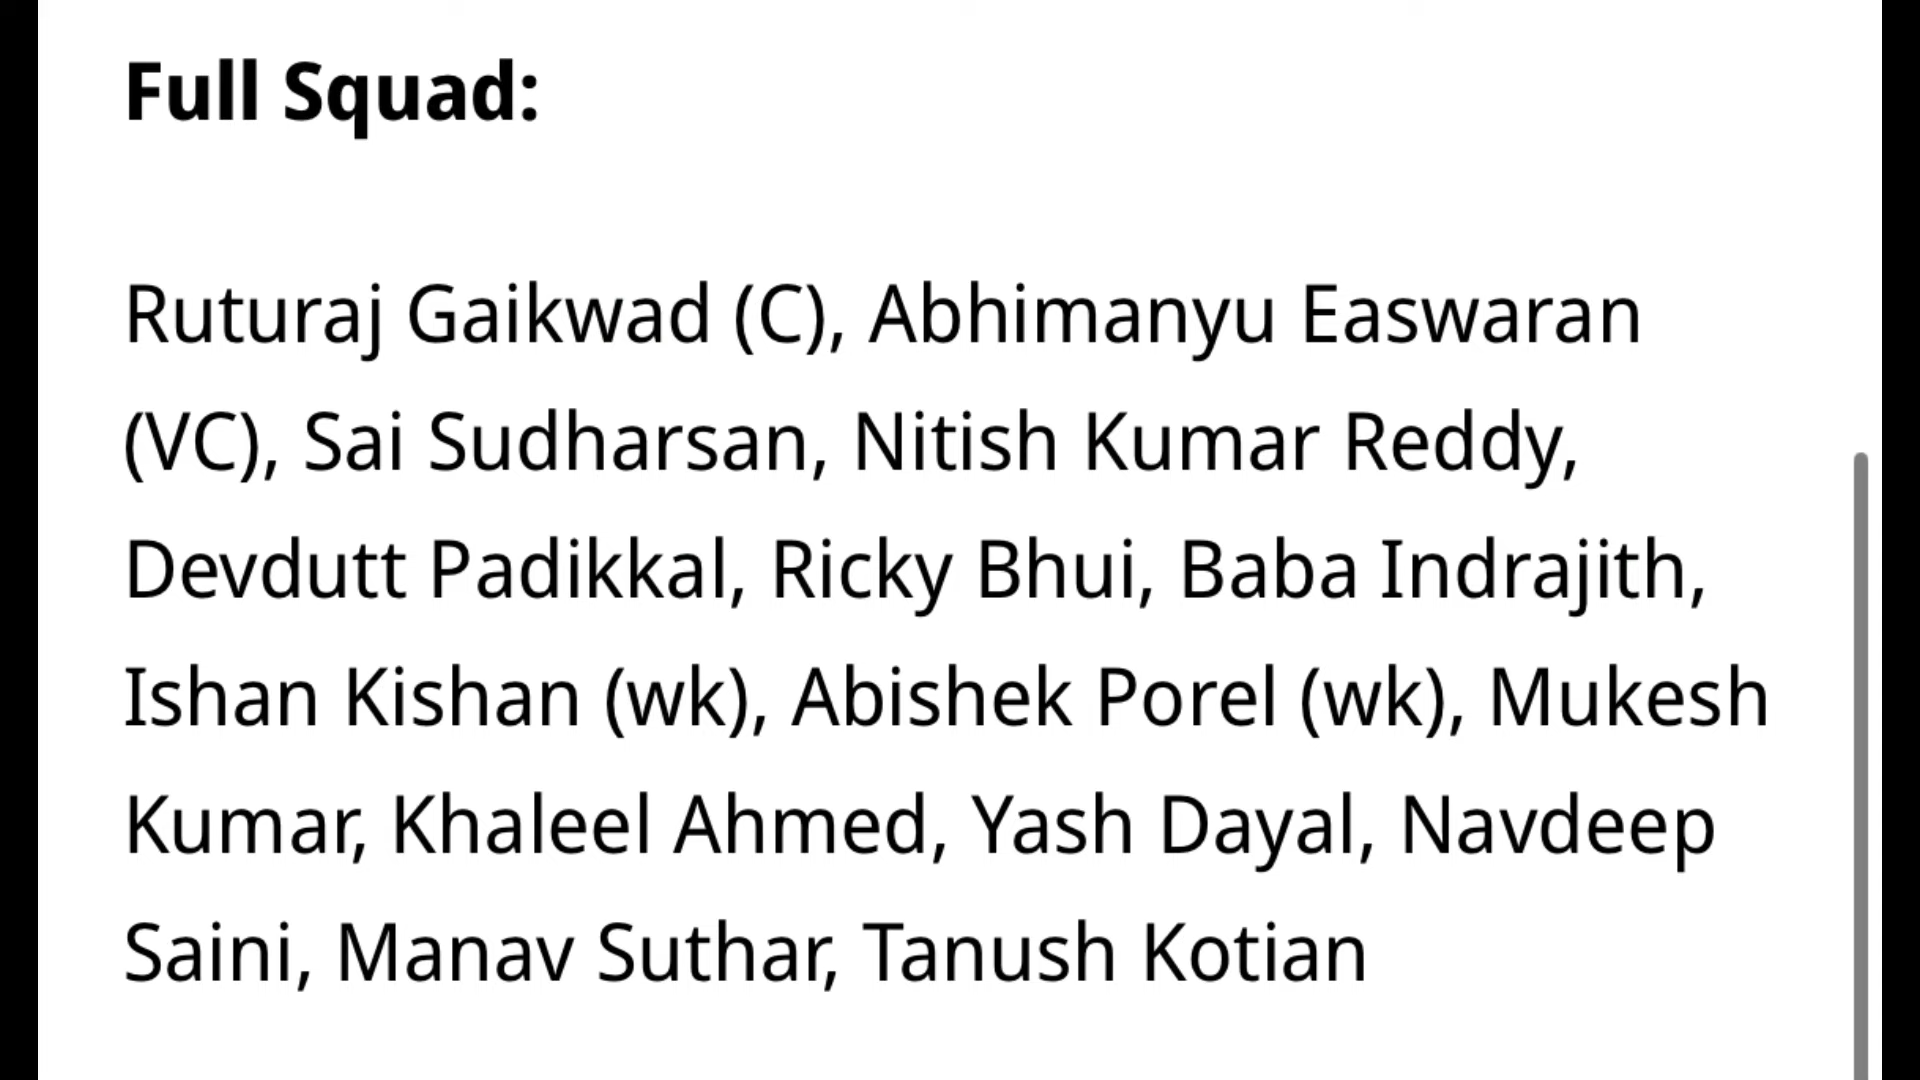 Full Squad:
Ruturaj Gaikwad (C), Abhimanyu Easwaran
(VC), Sai Sudharsan, Nitish Kumar Reddy,
Devdutt Padikkal, Ricky Bhui, Baba Indrajith,
Ishan Kishan (wk), Abishek Porel (wk), Mukesh
Kumar, Khaleel Ahmed, Yash Dayal, Navdeep
Saini, Manav Suthar, Tanush Kotian